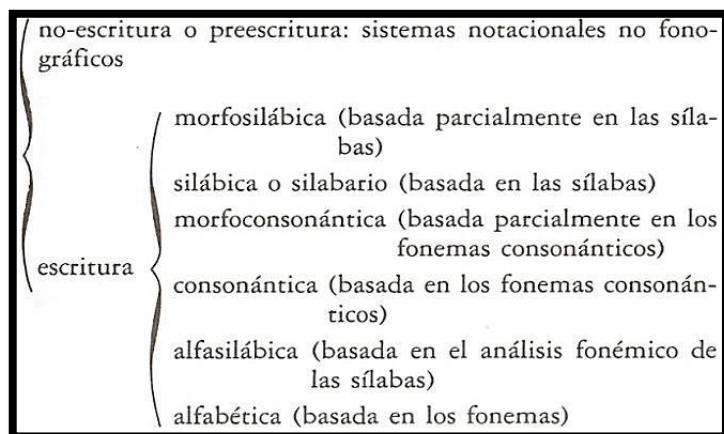 no-escritura o preescritura: sistemas notacionales no fono-
gráficos
morfosilábica (basada parcialmente en las síla-
bas)
silábica o silabario (basada en las sílabas)
morfoconsonántica (basada parcialmente en los
fonemas consonánticos)
escritura
consonántica (basada en los fonemas consonán-
ticos)
alfasilábica (basada en el análisis fonémico de
las sílabas)
alfabética (basada en los fonemas)